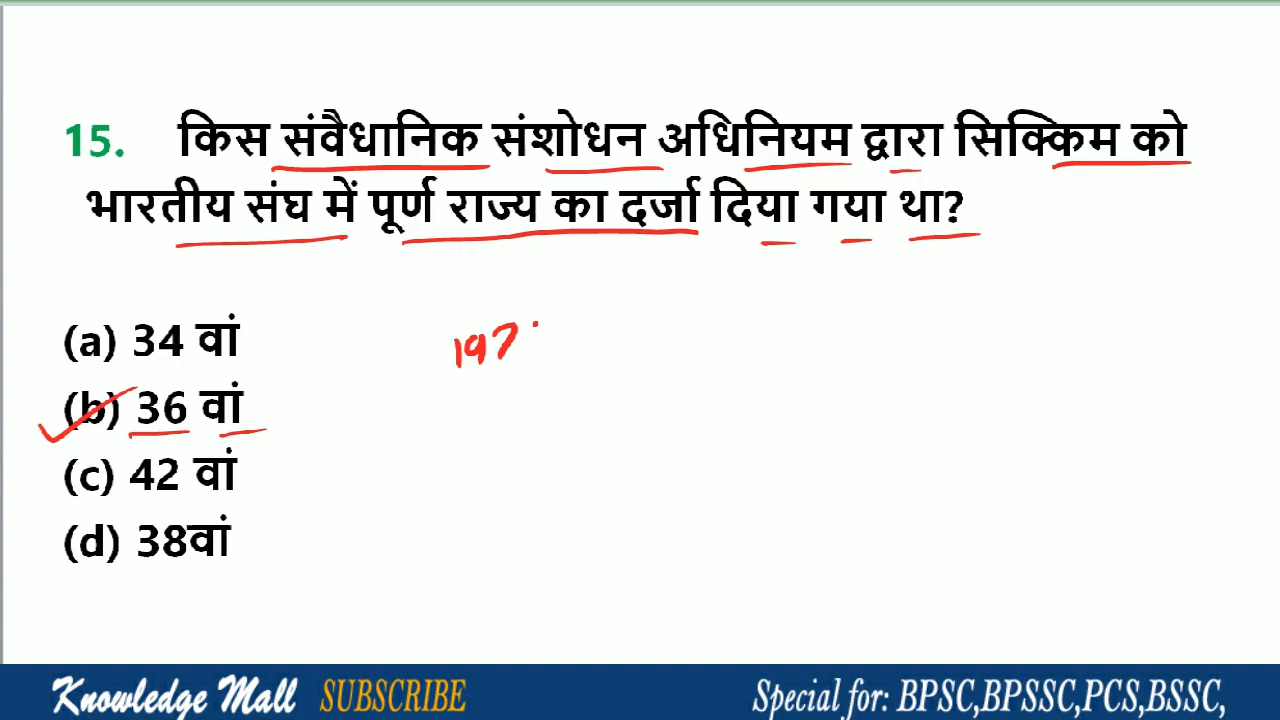 15. किस संवैधानिक संशोधन अधिनियम द्वारा सिक्किम को
भारतीय संघ में पूर्ण राज्य का दर्जा दिया गया था?
(a) 34 वां
197
(b) 36 वां
(c) 42 वां
(d) 38वां
Knowledge Mall SUBSCRIBE Special for: BPSC,BPSSC,PCS,BSSC,